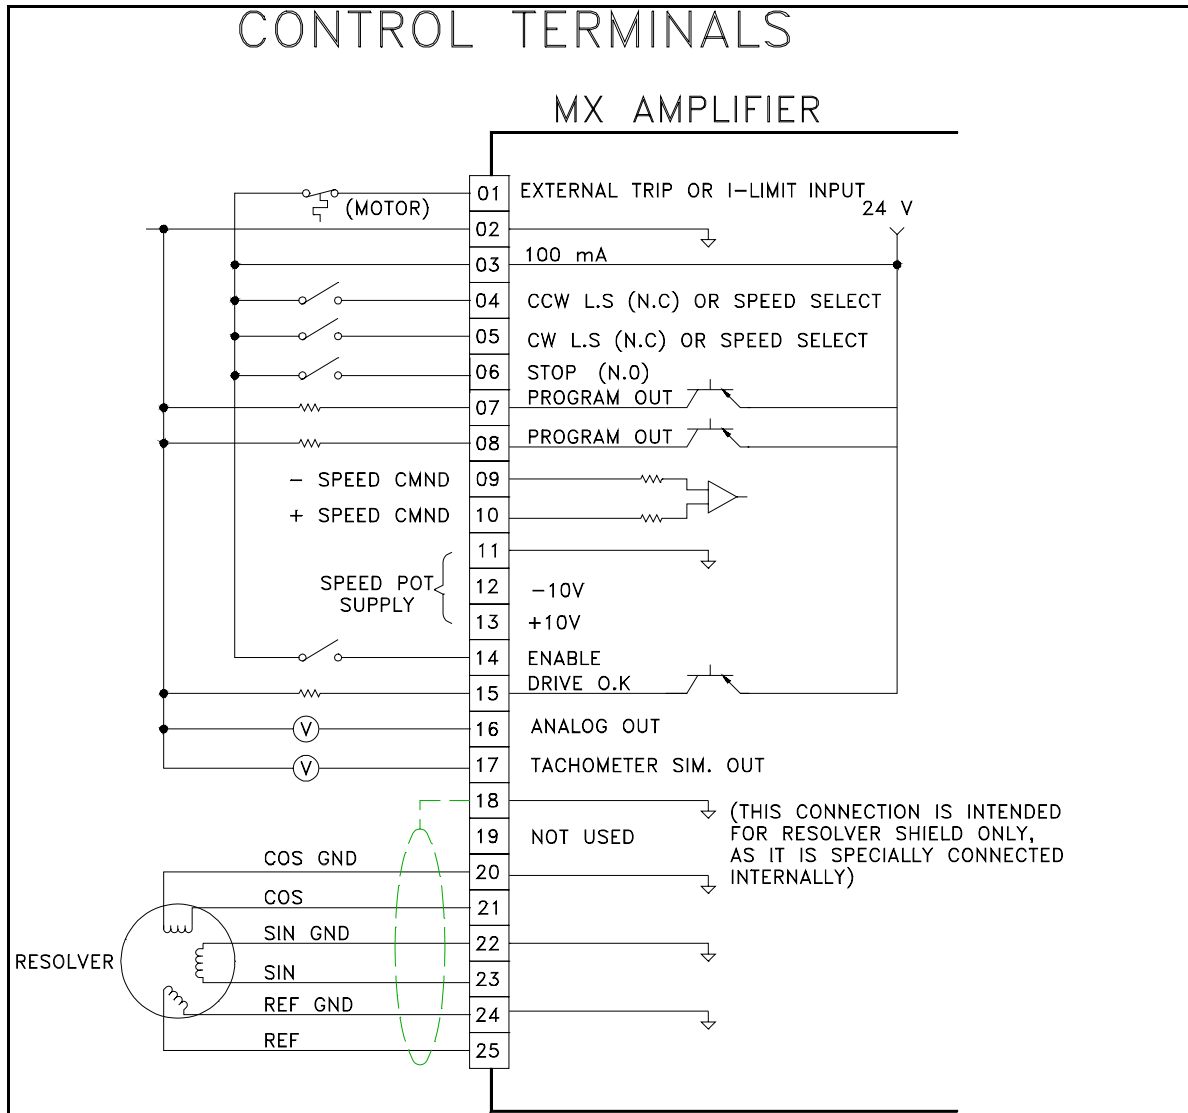 CONTROL TERMINALS
MX AMPLIFIER
01 EXTERNAL TRIP OR I-LIMIT INPUT
(MOTOR)
24 V
02
03 100 mA
04 CCW L.S (N.C) OR SPEED SELECT
05 CW L.S (N.C) OR SPEED SELECT
06 STOP (N.O)
07 PROGRAM OUT
08 PROGRAM OUT
- SPEED CMND 09
+ SPEED CMND 10
11
SPEED POT
SUPPLY
12 -10V
13 +10V
14 ENABLE
15 DRIVE O.K
V 16 ANALOG OUT
V 17 TACHOMETER SIM. OUT
18
(THIS CONNECTION IS INTENDED
FOR RESOLVER SHIELD ONLY,
AS IT IS SPECIALLY CONNECTED
INTERNALLY)
19 NOT USED
COS GND 20
COS 21
SIN GND 22
RESOLVER
SIN 23
REF GND 24
REF 25